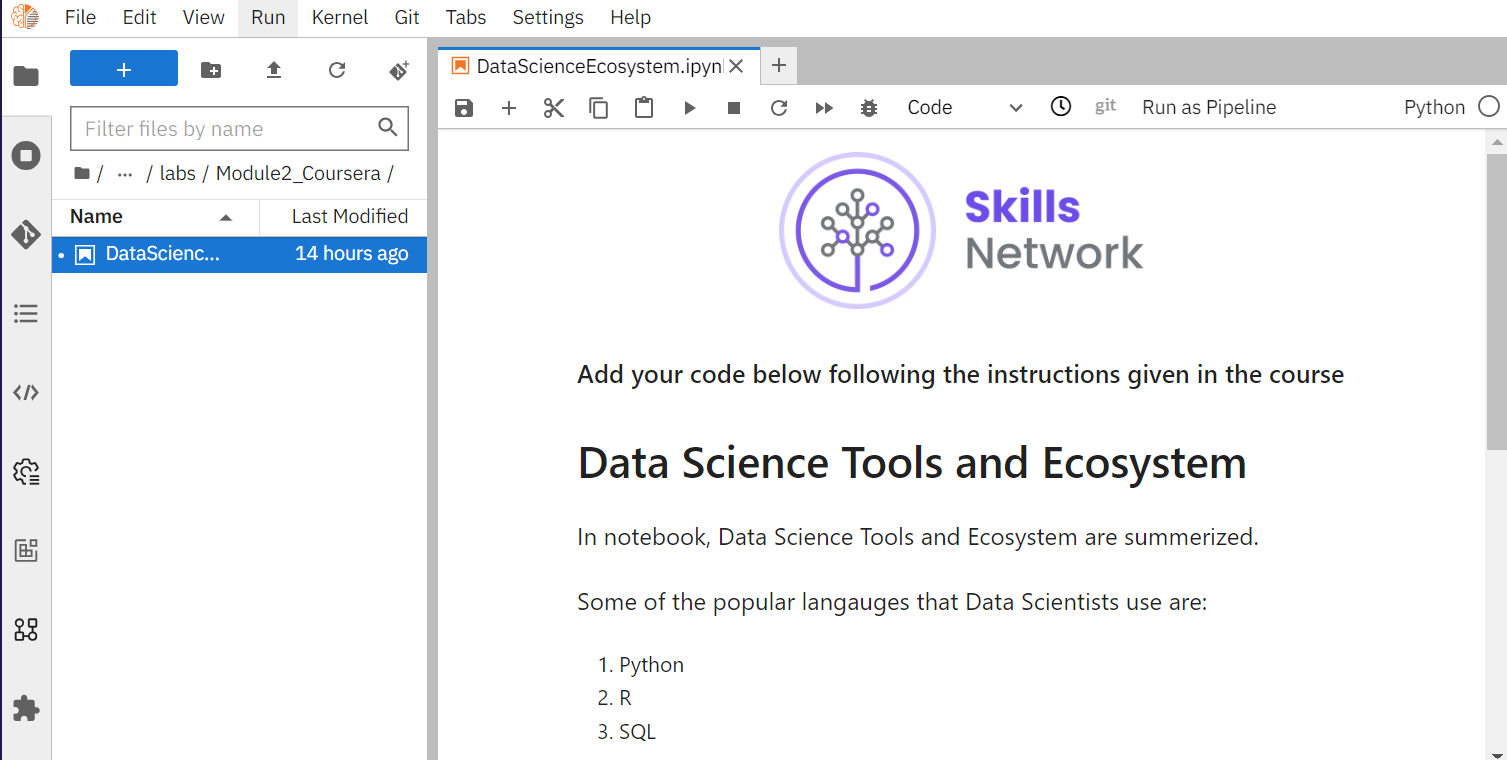 File Edit View Run Kernel Git Tabs Settings Help
+
Filter files by name
/ ... / labs / Module2_Coursera /
Name Last Modified
DataScienc... 14 hours ago
DataScienceEcosystem.ipyn
Code git Run as Pipeline Python
Skills
Network
Add your code below following the instructions given in the course
Data Science Tools and Ecosystem
In notebook, Data Science Tools and Ecosystem are summerized.
Some of the popular langauges that Data Scientists use are:
1. Python
2. R
3. SQL